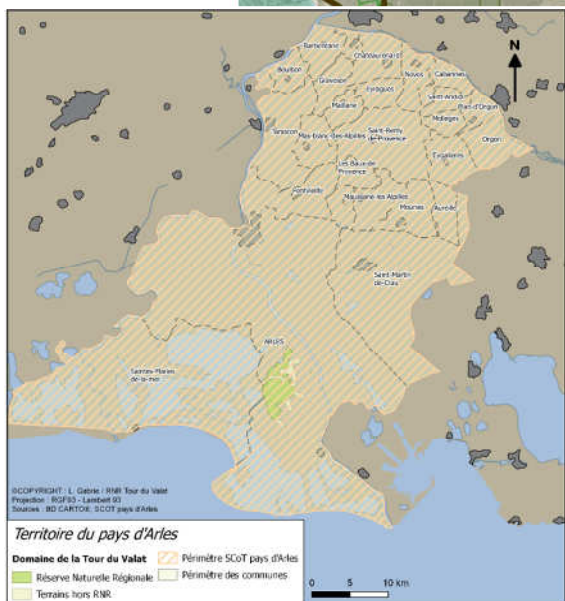 N
Barbentane
Châteaurenard
Boulbon
Noves
Cabannes
Graveson
Eyragues
Saint-Andiol
Maillane
Plan-d'Orgon
Mollégès
Tarascon
Mas-blanc-des-Alpilles
Saint-Remy
de-Provence
Orgon
Eygalières
Les Baux-de
Provence
Fontvieille
Maussane-les-Alpilles
Mouriès
Aureille
Saint-Martin
de-Crau
ARLES
Saintes-Maries
de-la-mer
©COPYRIGHT : L. Gabrie / RNR Tour du Valat
Projection : RGF93 - Lambert 93
Sources : BD CARTO®, SCOT pays d'Arles
Territoire du pays d'Arles
Domaine de la Tour du Valat
Réserve Naturelle Régionale
Terrains hors RNR
Périmètre SCoT pays d'Arles
Périmètre des communes
0 5 10 km